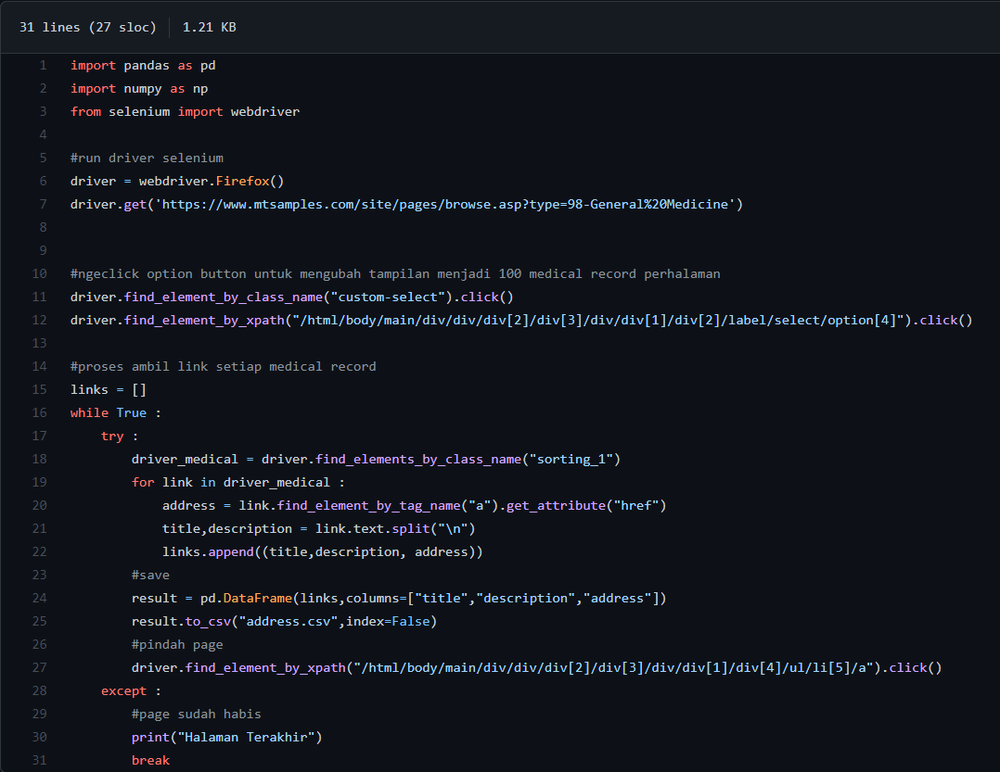 31 lines (27 sloc) 1.21 KB
1 import pandas as pd
2 import numpy as np
3 from selenium import webdriver
4
5 #run driver selenium
6 driver = webdriver.Firefox()
7 driver.get('https://www.mtsamples.com/site/pages/browse.asp?type=98-General%20Medicine')
8
9
10 #ngeclick option button untuk mengubah tampilan menjadi 100 medical record perhalaman
11 driver.find_element_by_class_name("custom-select").click()
12 driver.find_element_by_xpath("/html/body/main/div/div/div[2]/div[3]/div/div[1]/div[2]/label/select/option[4]").click()
13
14 #proses ambil link setiap medical record
15 links = []
16 while True :
17     try :
18         driver_medical = driver.find_elements_by_class_name("sorting_1")
19         for link in driver_medical :
20             address = link.find_element_by_tag_name("a").get_attribute("href")
21             title,description = link.text.split("\n")
22             links.append((title,description, address))
23         #save
24         result = pd.DataFrame(links,columns=["title","description","address"])
25         result.to_csv("address.csv",index=False)
26         #pindah page
27         driver.find_element_by_xpath("/html/body/main/div/div/div[2]/div[3]/div/div[1]/div[4]/ul/li[5]/a").click()
28     except :
29         #page sudah habis
30         print("Halaman Terakhir")
31         break